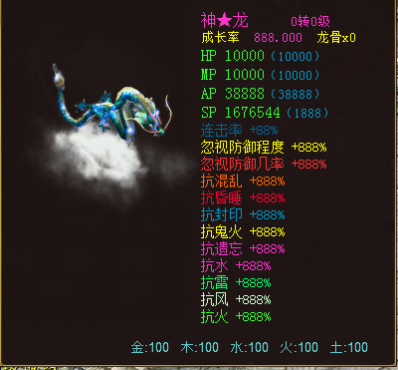 神★龙 0转0级
成长率 888.000 龙骨x0
HP 10000(10000)
MP 10000(10000)
AP 38888(38888)
SP 1676544(1888)
连击率 +88%
忽视防御程度 +888%
忽视防御几率 +888%
抗混乱 +888%
抗昏睡 +888%
抗封印 +888%
抗鬼火 +888%
抗遗忘 +888%
抗水 +888%
抗雷 +888%
抗风 +888%
抗火 +888%
金:100 木:100 水:100 火:100 土:100